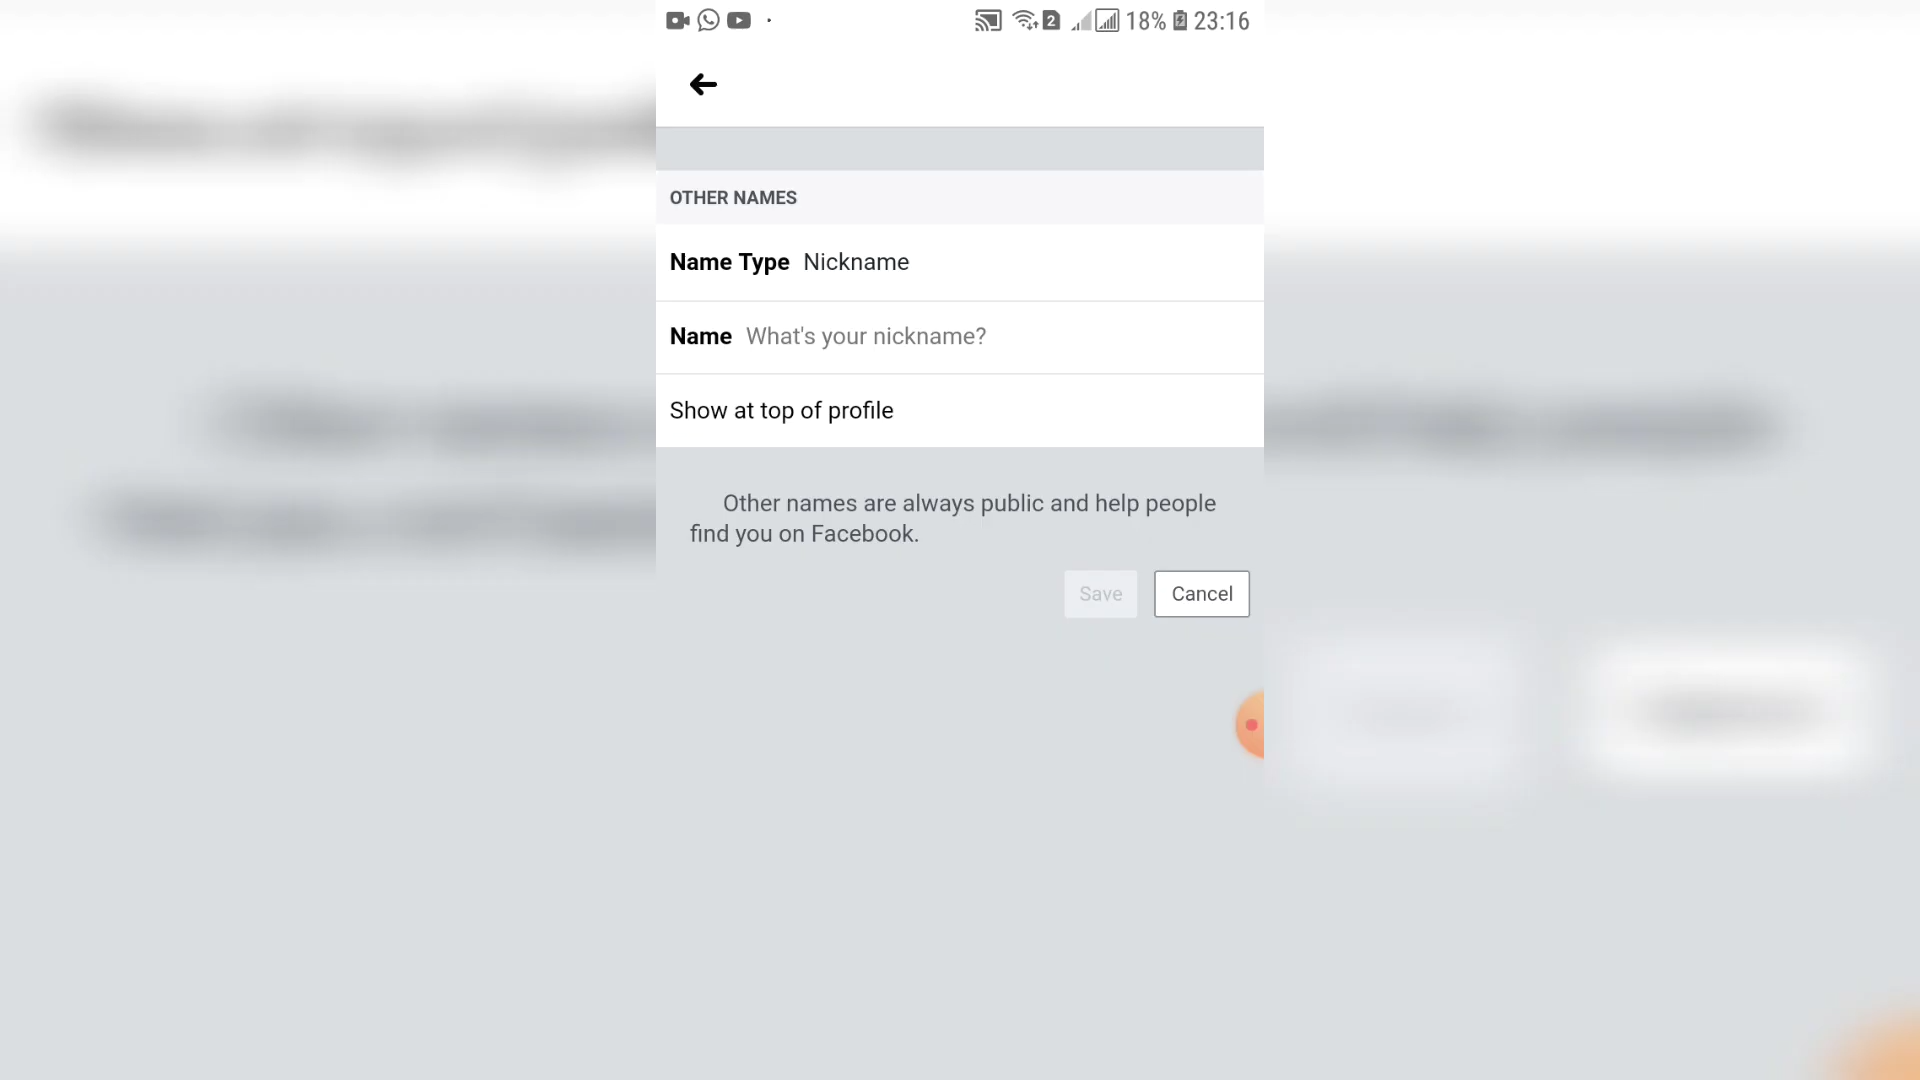 2 18% 23:16
OTHER NAMES
Name Type Nickname
Name What's your nickname?
Show at top of profile
Other names are always public and help people
find you on Facebook.
Save Cancel